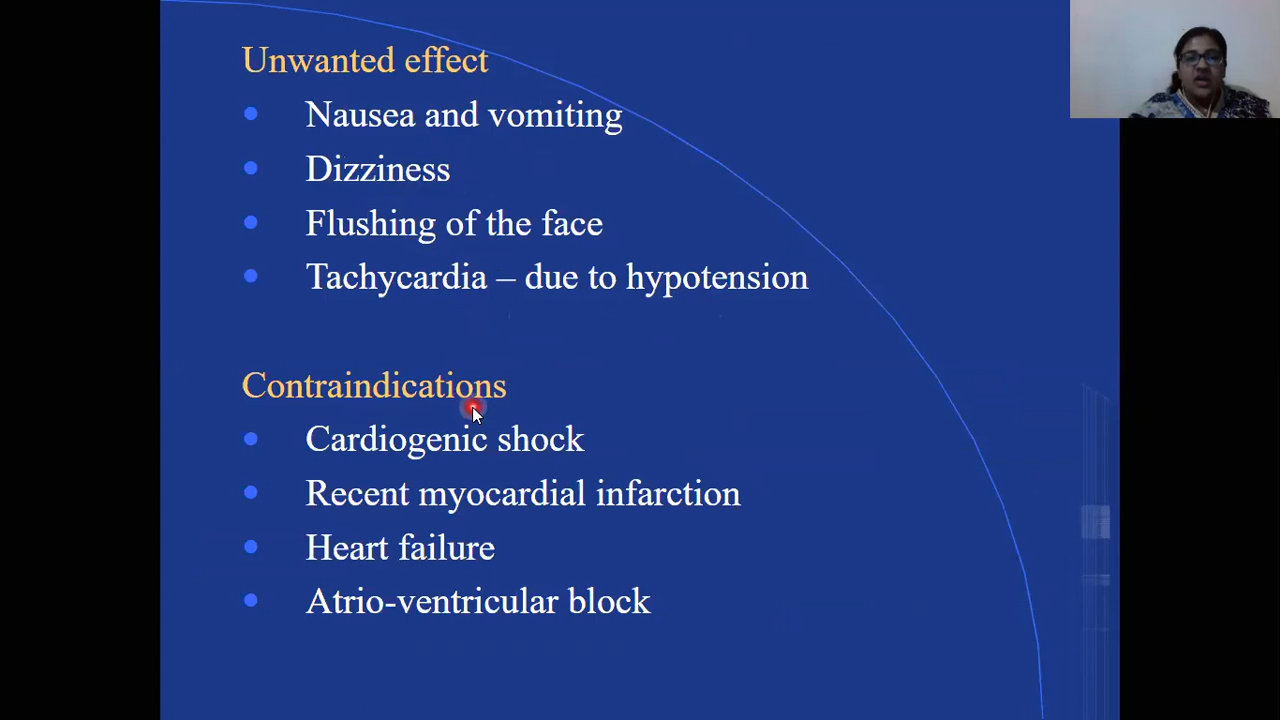 Unwanted effect
Nausea and vomiting
Dizziness
Flushing of the face
Tachycardia – due to hypotension
Contraindications
Cardiogenic shock
Recent myocardial infarction
Heart failure
Atrio-ventricular block